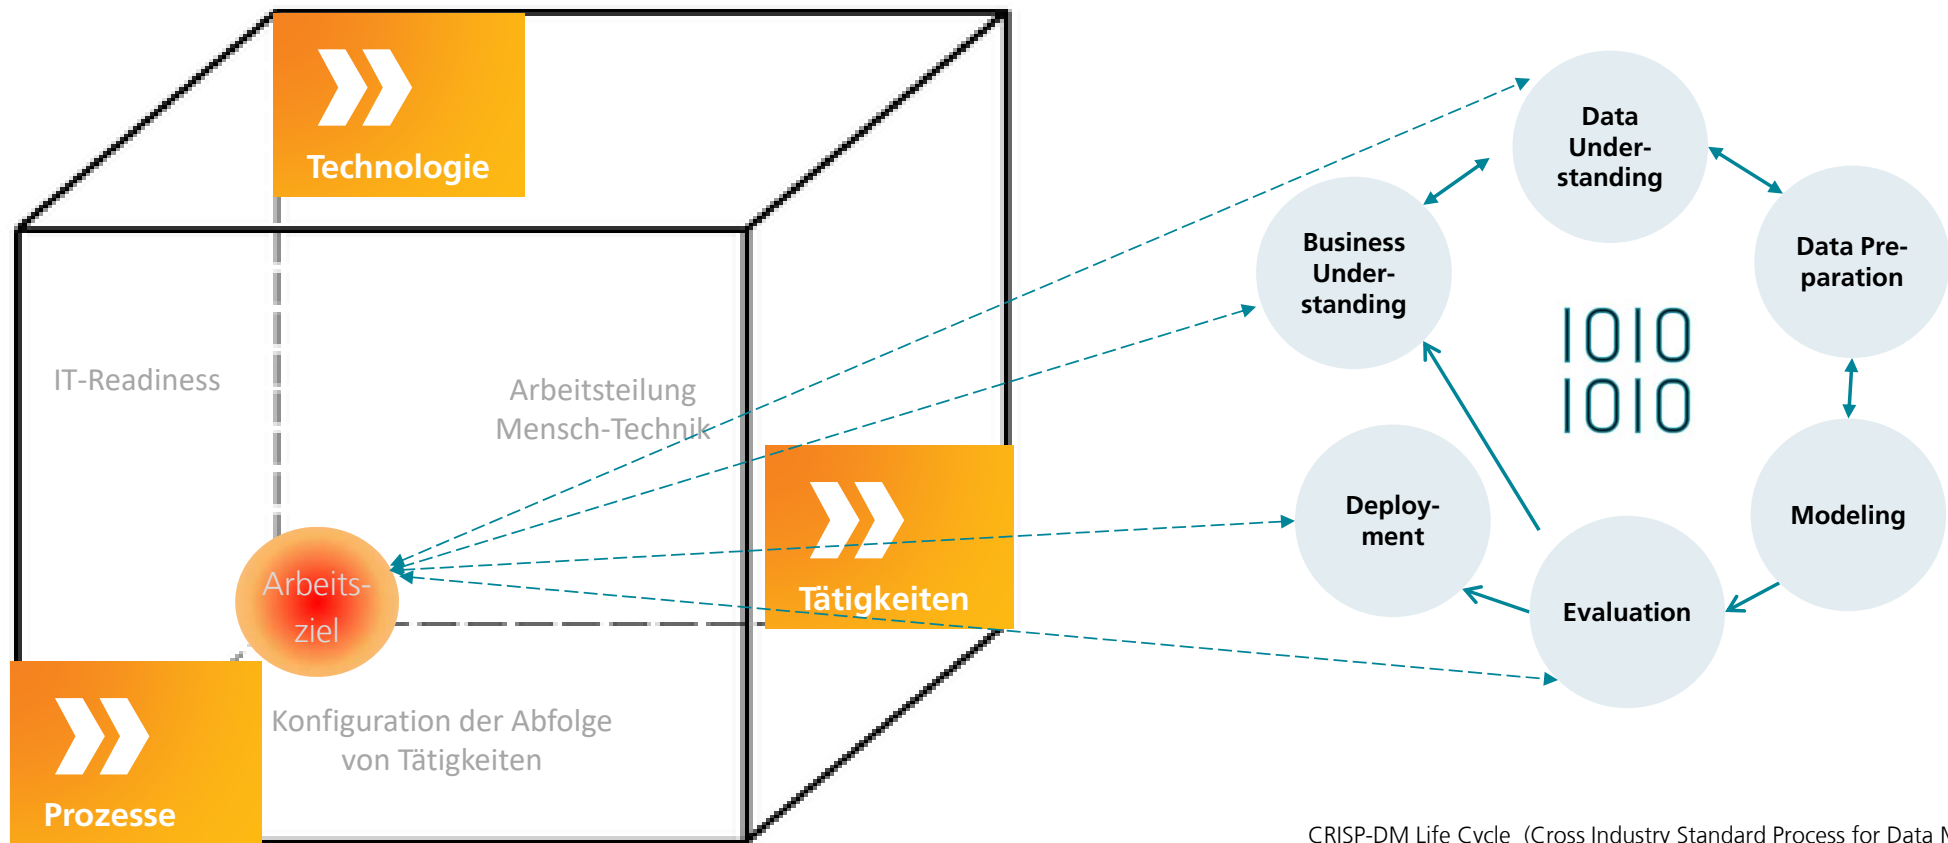 Technologie
IT-Readiness
Arbeitsteilung
Mensch-Technik
Tätigkeiten
Arbeits-
ziel
Konfiguration der Abfolge
von Tätigkeiten
Prozesse
Data
Under-
standing
Business
Under-
standing
Data Pre-
paration
IOIO
IOIO
Deploy-
ment
Modeling
Evaluation
CRISP-DM Life Cycle (Cross Industry Standard Process for Data